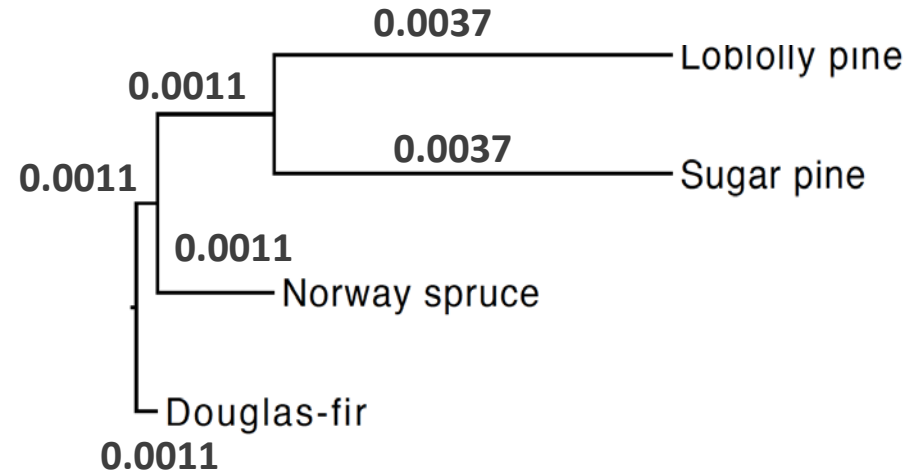 0.0037
Loblolly pine
0.0011
0.0037
Sugar pine
0.0011
0.0011
Norway spruce
Douglas-fir
0.0011